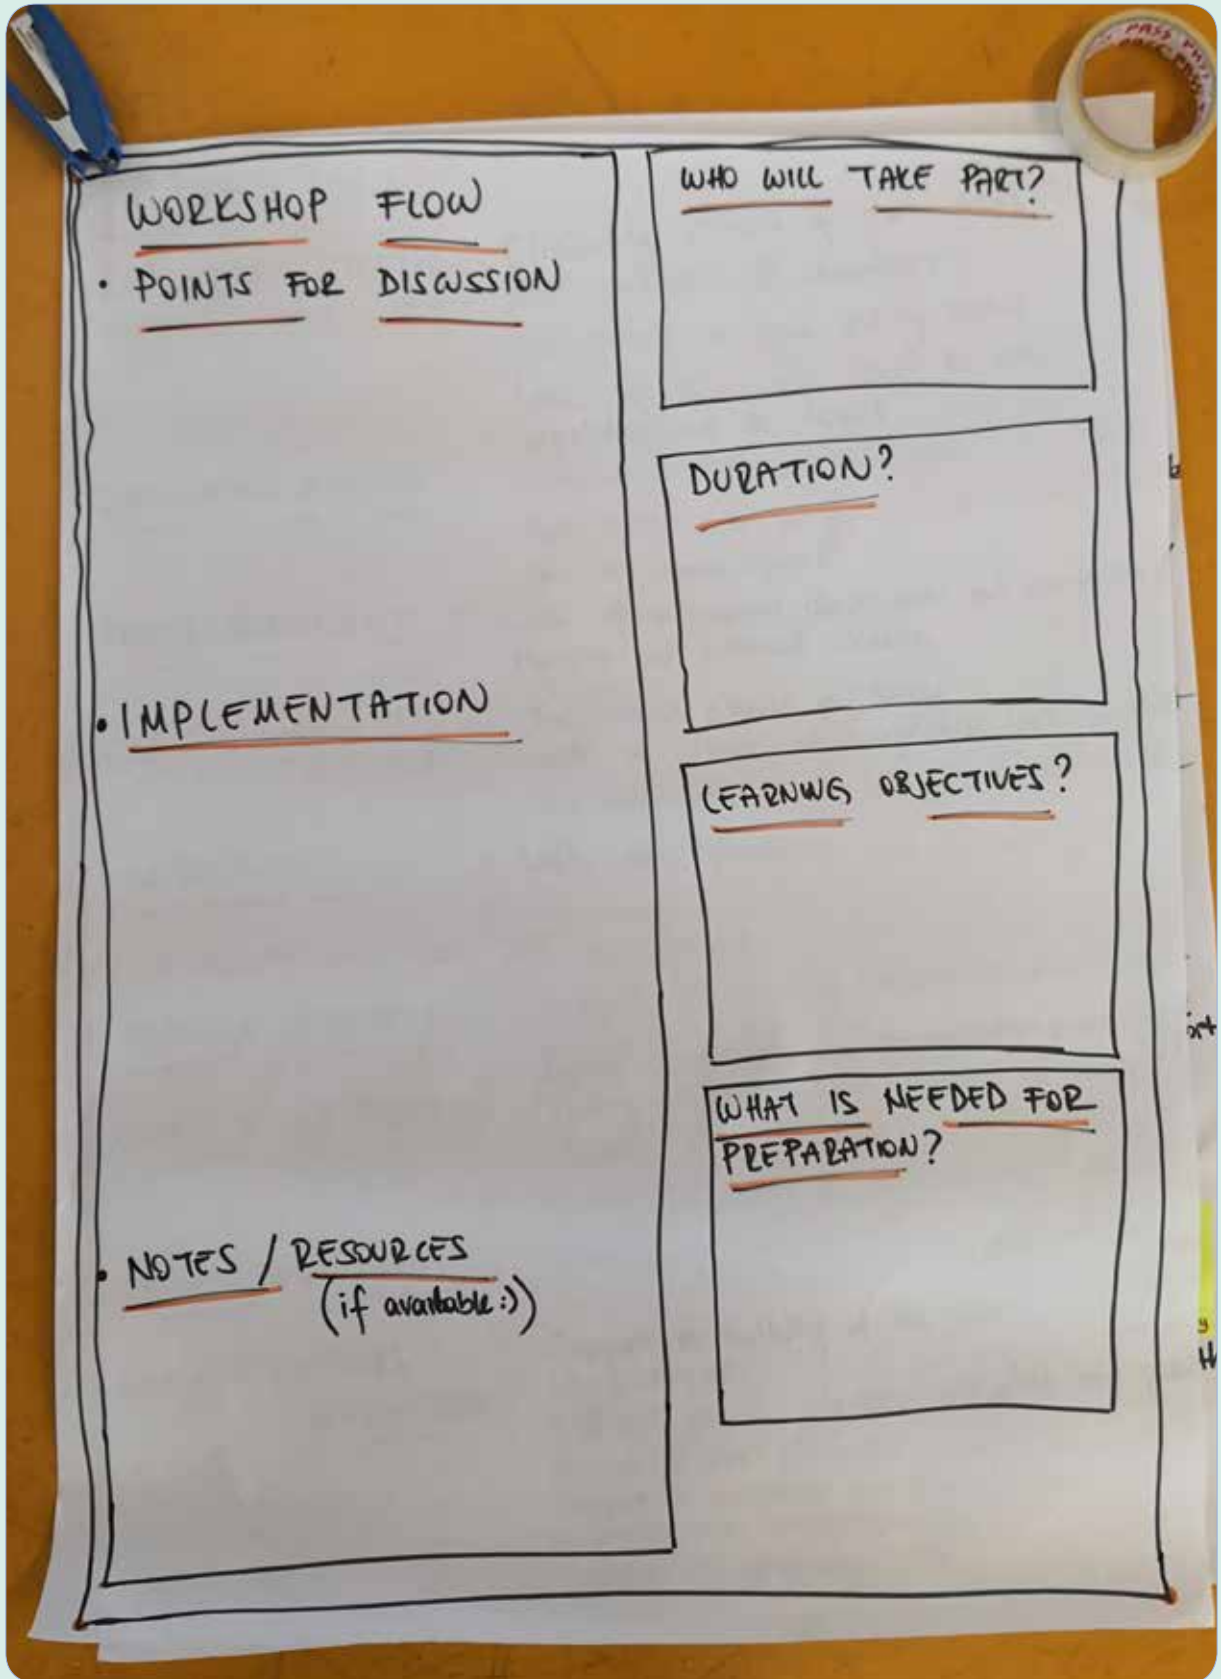 WORKSHOP FLOW
• POINTS FOR DISCUSSION
• IMPLEMENTATION
• NOTES / RESOURCES
(if available :))
WHO WILL TAKE PART?
DURATION?
LEARNING OBJECTIVES?
WHAT IS NEEDED FOR
PREPARATION?
PASS